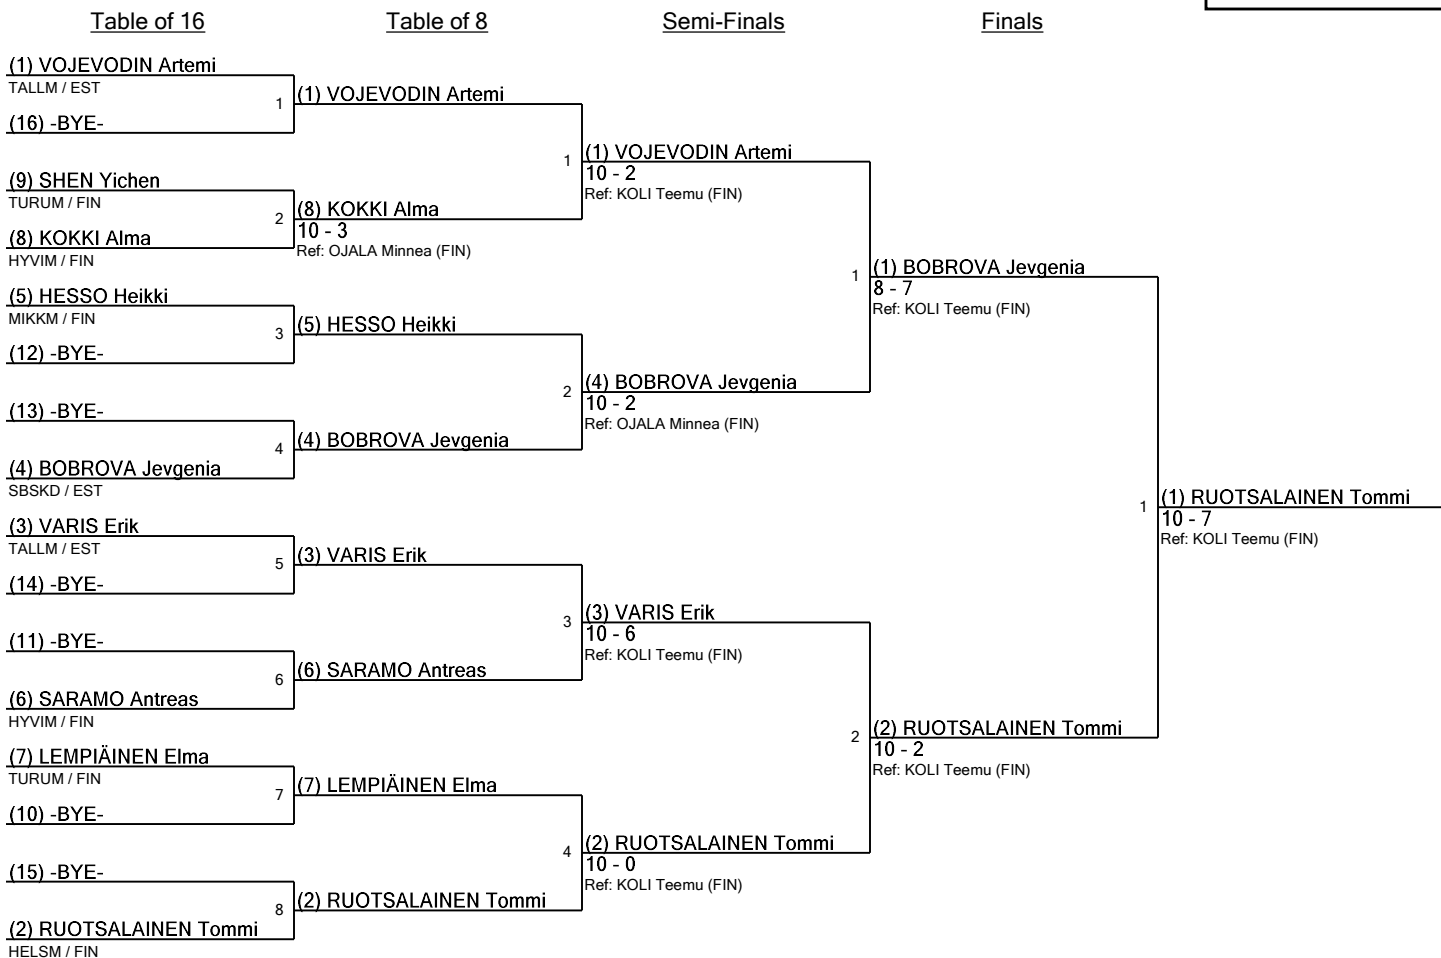 Table of 16
Table of 8
Semi-Finals
Finals
(1) VOJEVODIN Artemi
TALLM / EST
(16) -BYE-
(9) SHEN Yichen
TURUM / FIN
(8) KOKKI Alma
HYVIM / FIN
(5) HESSO Heikki
MIKKM / FIN
(12) -BYE-
(13) -BYE-
(4) BOBROVA Jevgenia
SBSKD / EST
(3) VARIS Erik
TALLM / EST
(14) -BYE-
(11) -BYE-
(6) SARAMO Antreas
HYVIM / FIN
(7) LEMPIÄINEN Elma
TURUM / FIN
(10) -BYE-
(15) -BYE-
(2) RUOTSALAINEN Tommi
HELSM / FIN
1
(1) VOJEVODIN Artemi
2
(8) KOKKI Alma
10 - 3
Ref: OJALA Minnea (FIN)
3
(5) HESSO Heikki
4
(4) BOBROVA Jevgenia
5
(3) VARIS Erik
6
(6) SARAMO Antreas
7
(7) LEMPIÄINEN Elma
8
(2) RUOTSALAINEN Tommi
1
(1) VOJEVODIN Artemi
10 - 2
Ref: KOLI Teemu (FIN)
2
(4) BOBROVA Jevgenia
10 - 2
Ref: OJALA Minnea (FIN)
3
(3) VARIS Erik
10 - 6
Ref: KOLI Teemu (FIN)
4
(2) RUOTSALAINEN Tommi
10 - 0
Ref: KOLI Teemu (FIN)
1
(1) BOBROVA Jevgenia
8 - 7
Ref: KOLI Teemu (FIN)
2
(2) RUOTSALAINEN Tommi
10 - 2
Ref: KOLI Teemu (FIN)
1
(1) RUOTSALAINEN Tommi
10 - 7
Ref: KOLI Teemu (FIN)